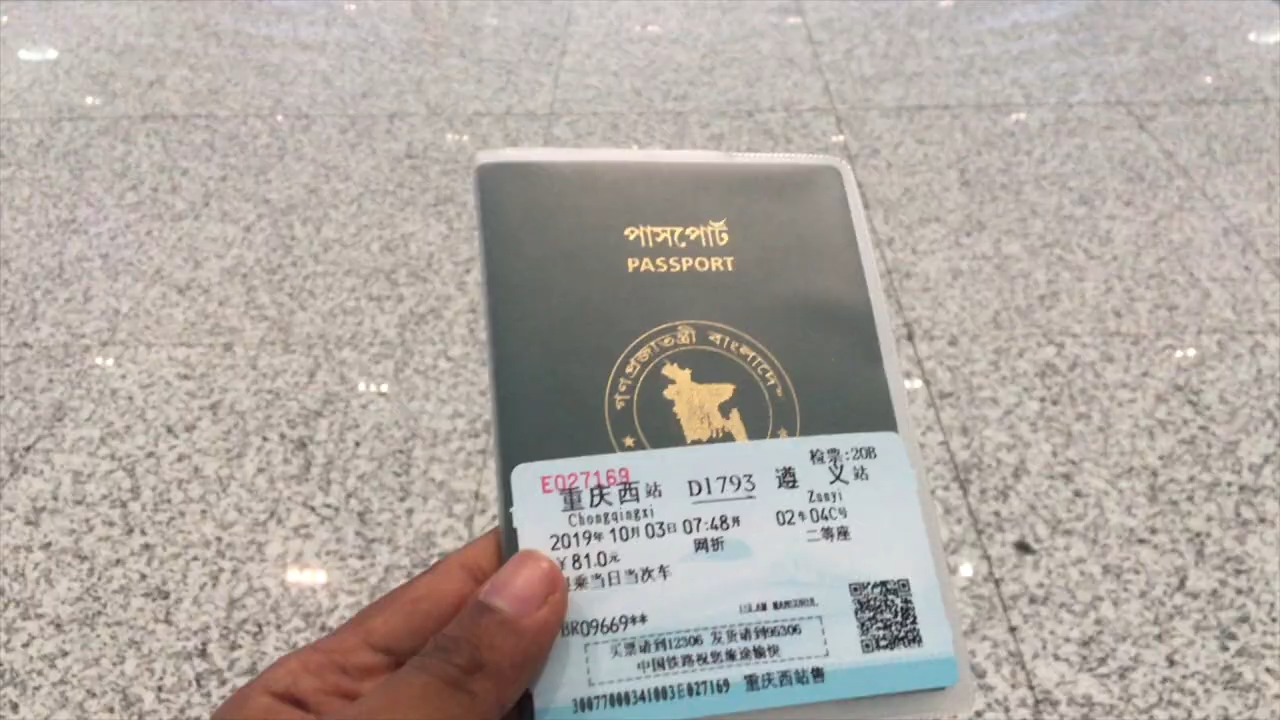 পাসপোর্ট
PASSPORT
গণপ্রজাতন্ত্রী বাংলাদে
E027169 检票:20B
重庆西站 D1793 遵义站
Chongqingxi Zunyi
2019年10月03日07:48开 02车04C号
¥81.0元 网折 二等座
乘当日当次车
BR09669**
买票请到12306 发货请到95306
中国铁路祝您旅途愉快
30077000341003E027169 重庆西站售